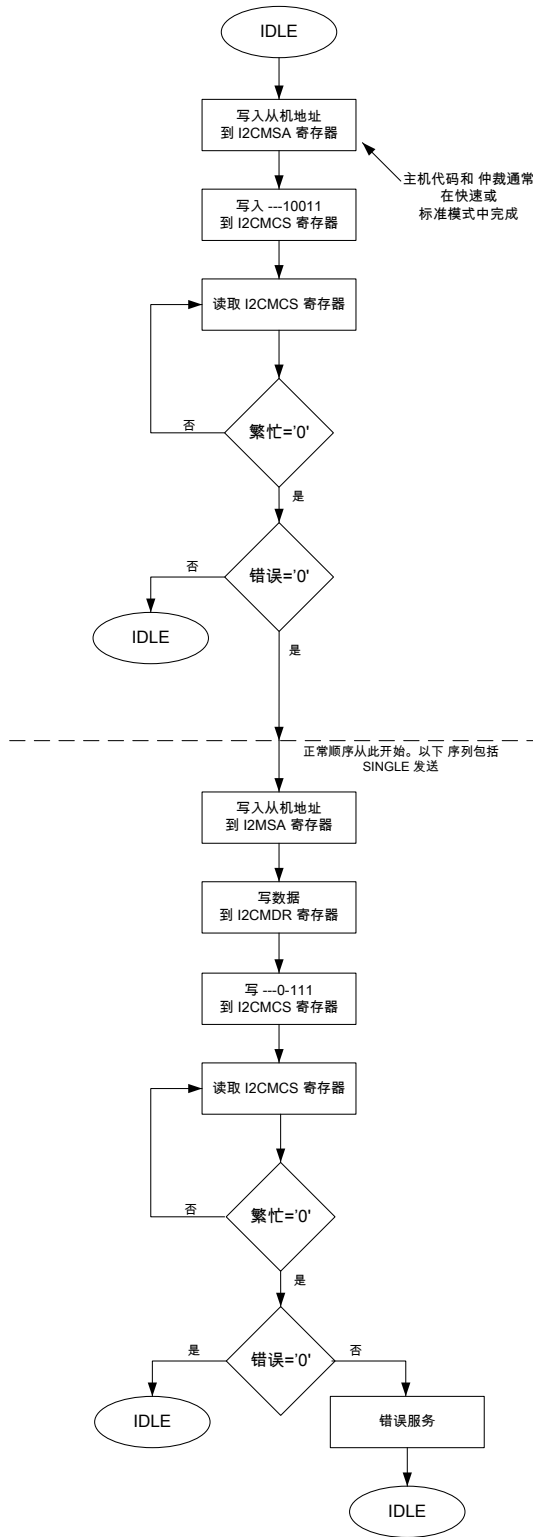 IDLE
写入从机地址
到 I2CMSA 寄存器
主机代码和 仲裁通常
在快速或
标准模式中完成
写入 ---10011
到 I2CMCS 寄存器
读取 I2CMCS 寄存器
繁忙='0'
否
是
错误='0'
否
IDLE
是
正常顺序从此开始。以下 序列包括
SINGLE 发送
写入从机地址
到 I2MSA 寄存器
写数据
到 I2CMDR 寄存器
写 ---0-111
到 I2CMCS 寄存器
读取 I2CMCS 寄存器
繁忙='0'
否
是
错误='0'
是
否
IDLE
错误服务
IDLE